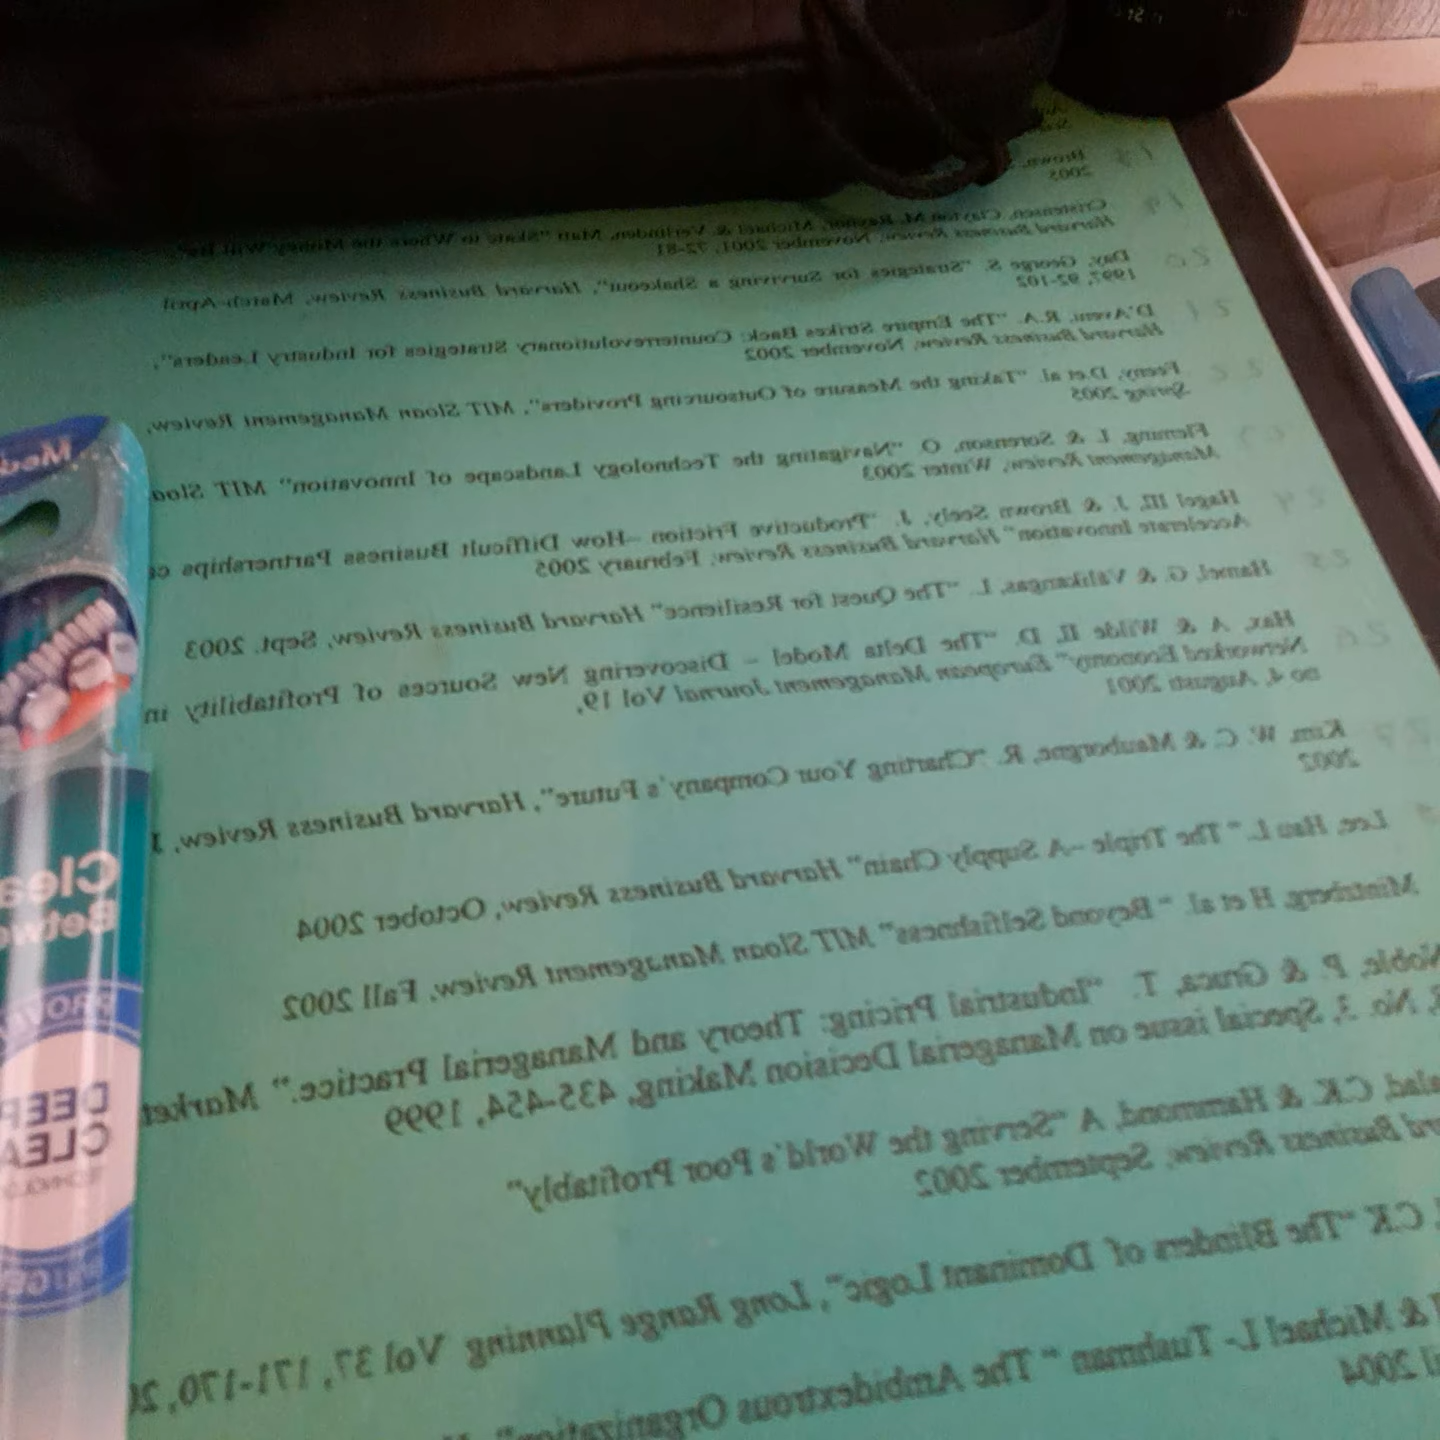 Brown, S
2005
Cristensen, Clayton M. Raynor, Michael & Verlinden, Matt "Skate to Where the Money Will Be",
Harvard Business Review, November 2001, 72-81
Day, George S. "Strategies for Surviving a Shakeout", Harvard Business Review, March-April
1997, 92-102
D'Aveni, R.A. "The Empire Strikes Back: Counterrevolutionary Strategies for Industry Leaders",
Harvard Business Review, November 2002
Feeny, D.et al. "Taking the Measure of Outsourcing Providers", MIT Sloan Management Review,
Spring 2005
Fleming, L & Sorenson, O. "Navigating the Technology Landscape of Innovation" MIT Sloa
Management Review, Winter 2003
Hagel III, J. & Brown Seely, J. "Productive Friction –How Difficult Business Partnerships ca
Accelerate Innovation" Harvard Business Review, February 2005
Hamel, G. & Valikangas, L. "The Quest for Resilience" Harvard Business Review, Sept. 2003
Hax, A & Wilde II, D. "The Delta Model – Discovering New Sources of Profitability in
Networked Economy" European Management Journal Vol 19,
no 4, Augusti 2001
Kim, W. C. & Mauborgne, R. "Charting Your Company's Future", Harvard Business Review, J
2002
Lee, Hau L. "The Triple –A Supply Chain" Harvard Business Review, October 2004
Mintzberg, H et al. "Beyond Selfishness" MIT Sloan Management Review, Fall 2002
Noble, P. & Gruca, T. "Industrial Pricing: Theory and Managerial Practice." Market
, No. 3, Special issue on Managerial Decision Making, 435-454, 1999
alad, C.K. & Hammond, A "Serving the World's Poor Profitably"
rd Business Review, September 2002
, C.K "The Blinders of Dominant Logic", Long Range Planning Vol 37, 171-170, 20
& Michael L- Tushman " The Ambidextrous Organization",
2004
Clea
Betwe
DEEP
CLEA